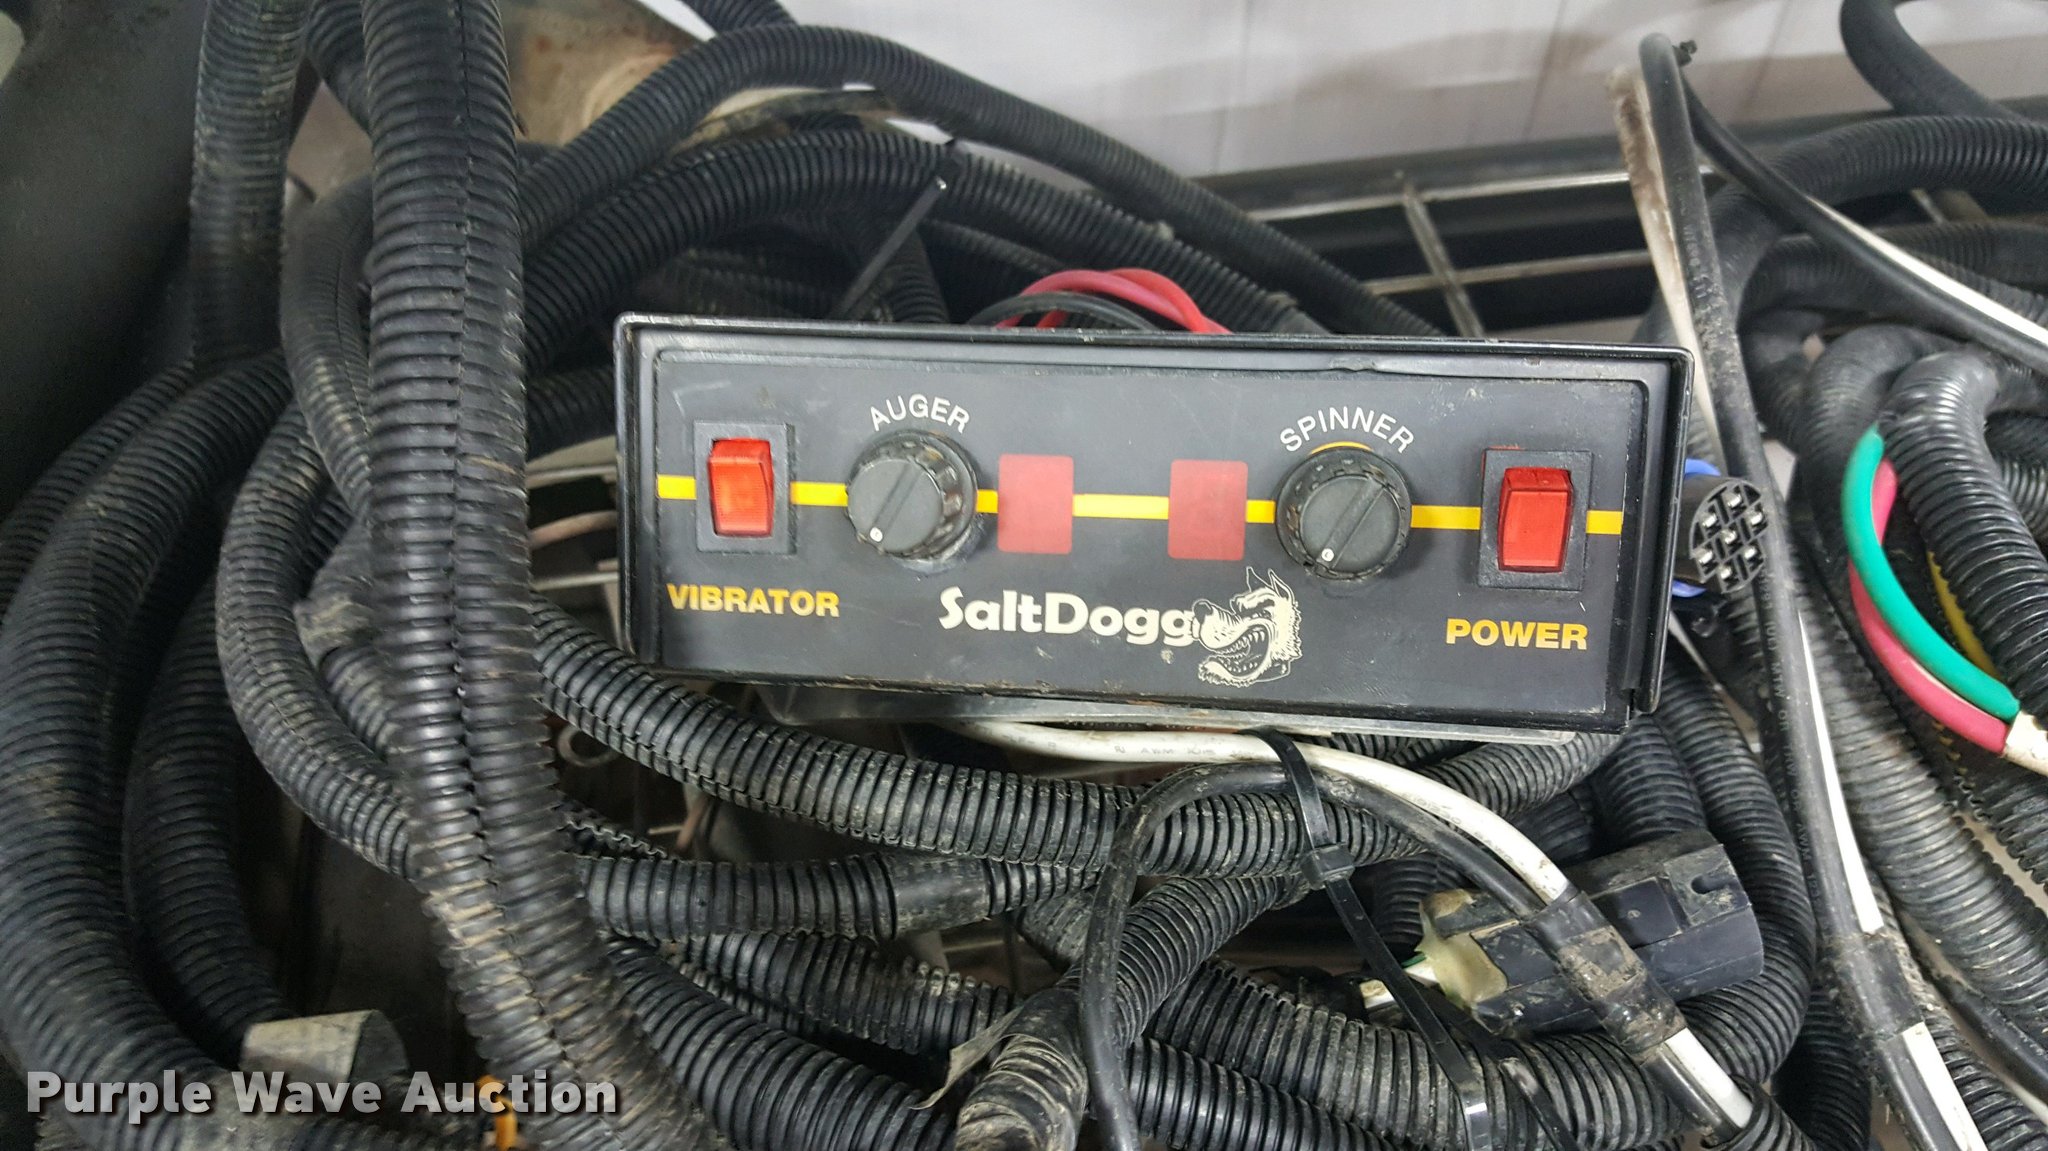 AUGER
SPINNER
VIBRATOR
SaltDogg
POWER
Purple Wave Auction